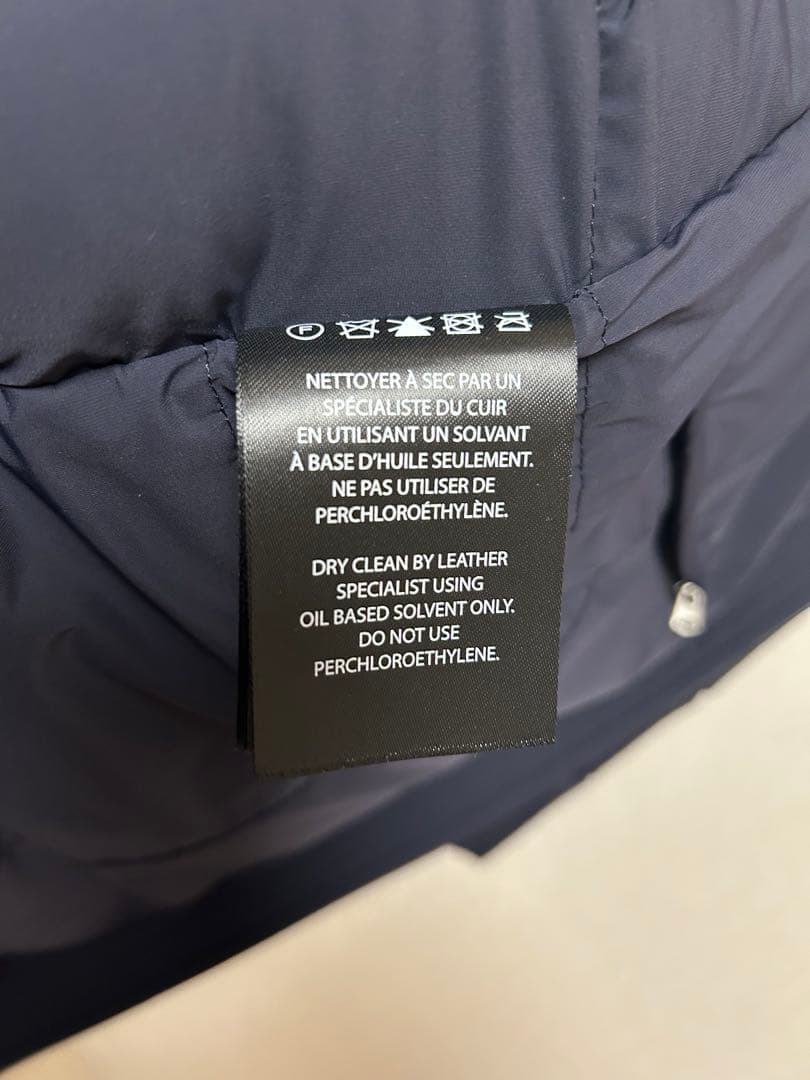 F
NETTOYER À SEC PAR UN
SPÉCIALISTE DU CUIR
EN UTILISANT UN SOLVANT
À BASE D'HUILE SEULEMENT.
NE PAS UTILISER DE
PERCHLOROÉTHYLÈNE.
DRY CLEAN BY LEATHER
SPECIALIST USING
OIL BASED SOLVENT ONLY.
DO NOT USE
PERCHLOROETHYLENE.